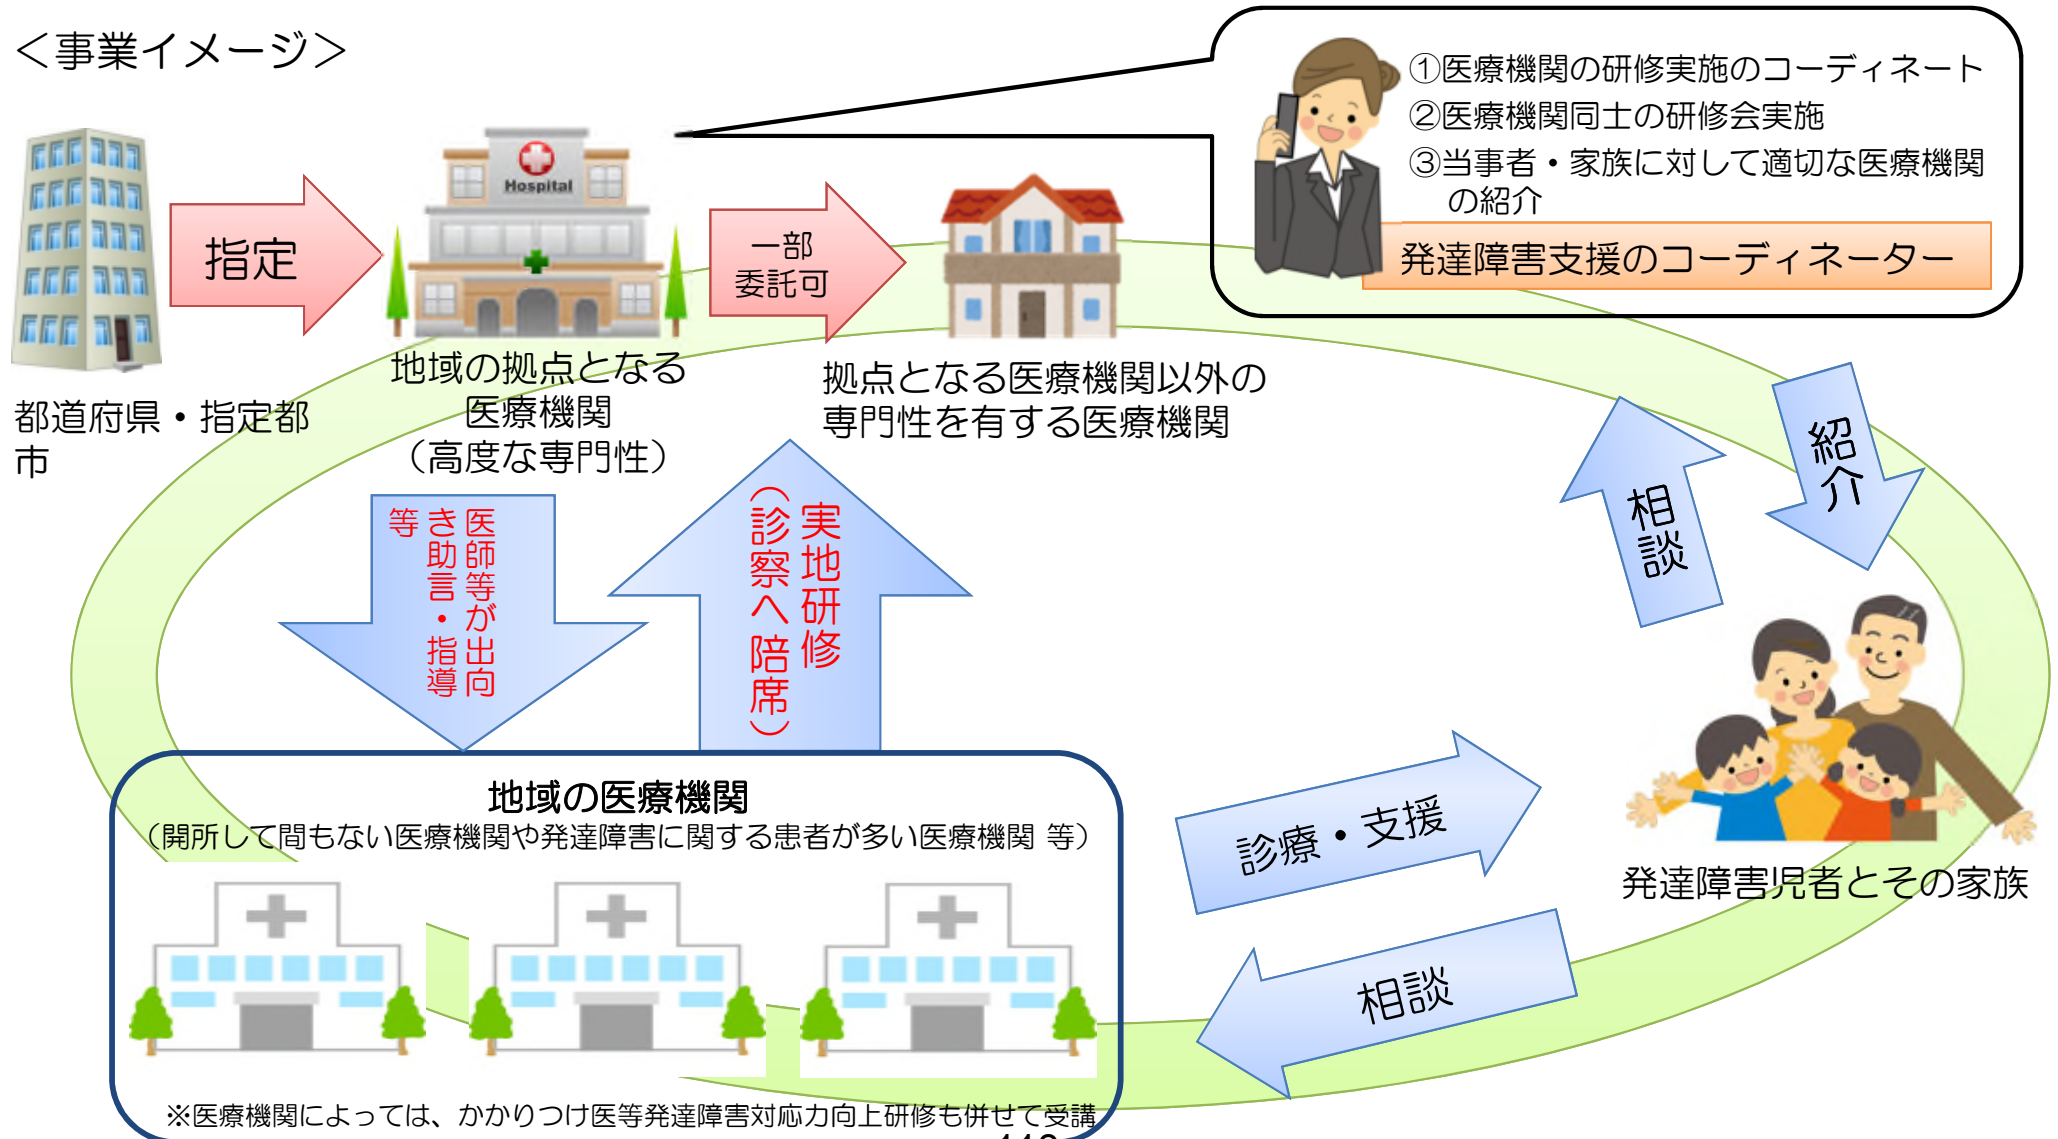 ＜事業イメージ＞
①医療機関の研修実施のコーディネート
②医療機関同士の研修会実施
③当事者・家族に対して適切な医療機関
の紹介
発達障害支援のコーディネーター
Hospital
指定
一部
委託可
都道府県・指定都
市
地域の拠点となる
医療機関
（高度な専門性）
拠点となる医療機関以外の
専門性を有する医療機関
医師等が出向
き助言・指導
等
実地研修
（診察へ陪席）
相談
紹介
地域の医療機関
（開所して間もない医療機関や発達障害に関する患者が多い医療機関 等）
診療・支援
発達障害児者とその家族
相談
※医療機関によっては、かかりつけ医等発達障害対応力向上研修も併せて受講